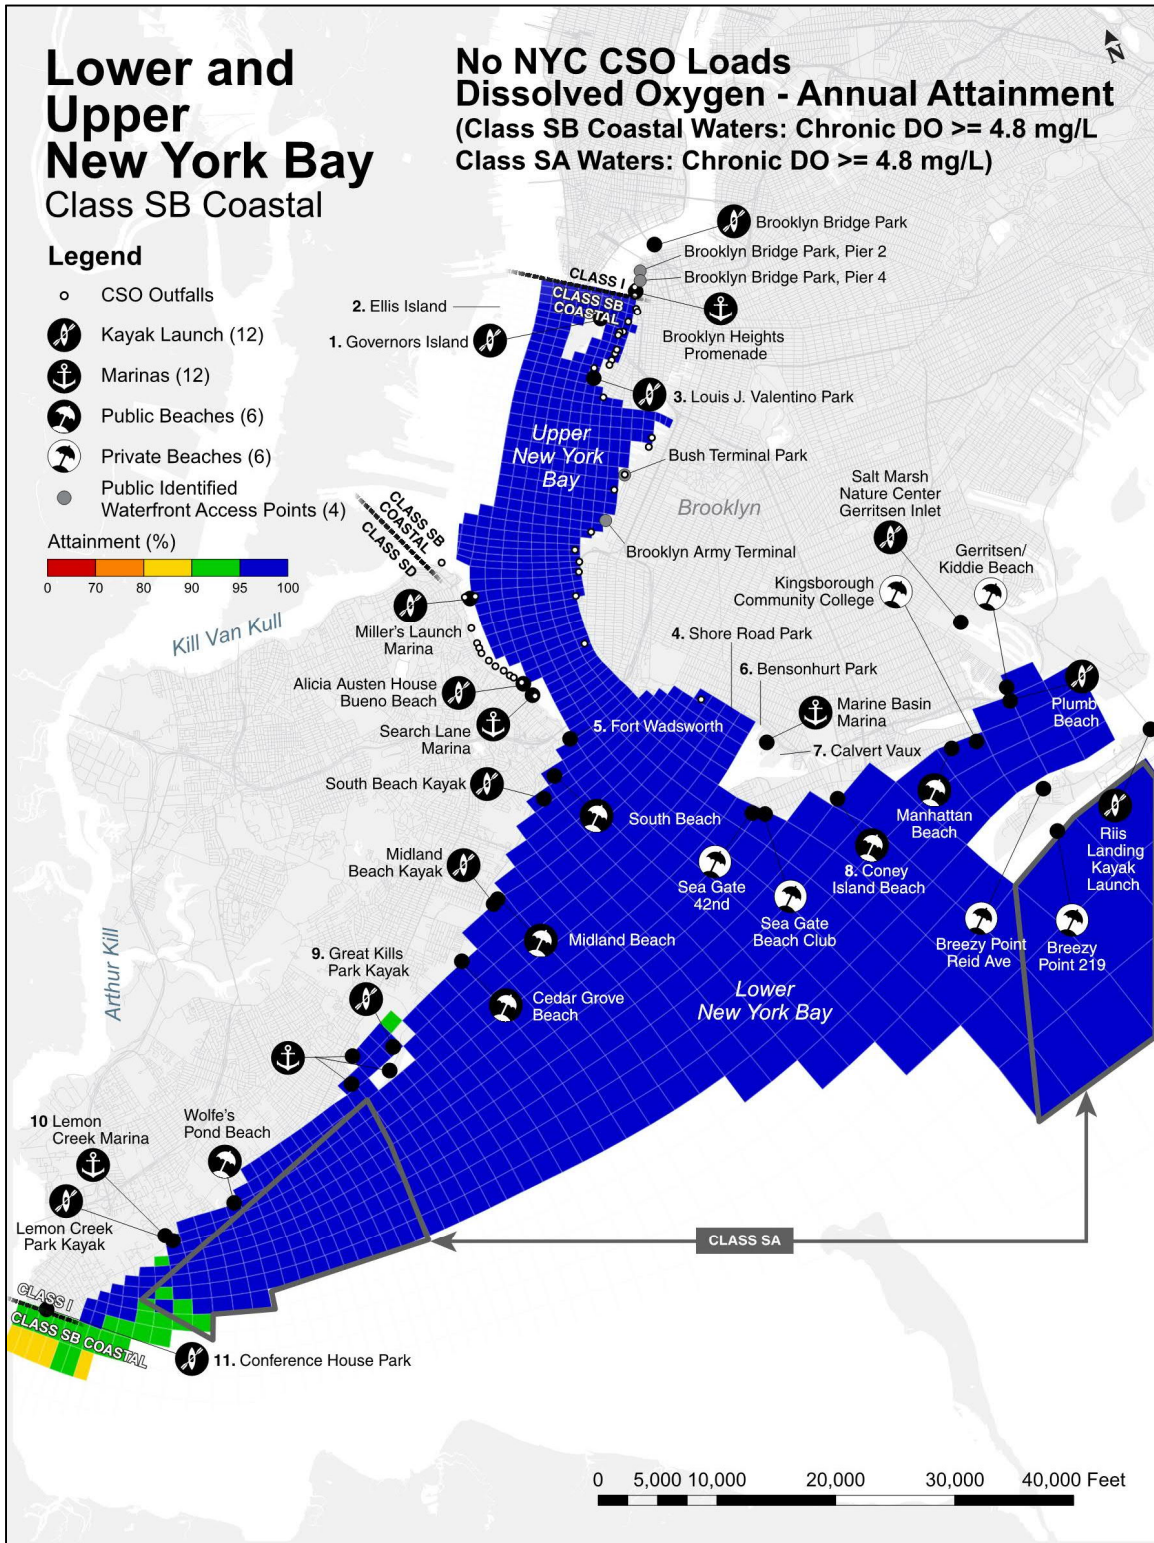 Lower and
Upper
New York Bay
Class SB Coastal
No NYC CSO Loads
Dissolved Oxygen - Annual Attainment
(Class SB Coastal Waters: Chronic DO >= 4.8 mg/L
Class SA Waters: Chronic DO >= 4.8 mg/L)
N
Legend
CSO Outfalls
Kayak Launch (12)
Marinas (12)
Public Beaches (6)
Private Beaches (6)
Public Identified
Waterfront Access Points (4)
Attainment (%)
0 70 80 90 95 100
Brooklyn Bridge Park
Brooklyn Bridge Park, Pier 2
Brooklyn Bridge Park, Pier 4
CLASS I
CLASS SB
COASTAL
2. Ellis Island
1. Governors Island
Brooklyn Heights
Promenade
3. Louis J. Valentino Park
Upper
New York
Bay
Bush Terminal Park
Brooklyn
Salt Marsh
Nature Center
Gerritsen Inlet
CLASS SB
COASTAL
CLASS SD
Brooklyn Army Terminal
Gerritsen/
Kiddie Beach
Kingsborough
Community College
Kill Van Kull
Miller's Launch
Marina
4. Shore Road Park
6. Bensonhurt Park
Alicia Austen House
Bueno Beach
Marine Basin
Marina
Plumb
Beach
Search Lane
Marina
5. Fort Wadsworth
7. Calvert Vaux
South Beach Kayak
South Beach
Manhattan
Beach
Riis
Landing
Kayak
Launch
Midland
Beach Kayak
Sea Gate
42nd
8. Coney
Island Beach
Sea Gate
Beach Club
Breezy Point
Reid Ave
Breezy
Point 219
Midland Beach
9. Great Kills
Park Kayak
Arthur Kill
Cedar Grove
Beach
Lower
New York Bay
10 Lemon
Creek Marina
Wolfe's
Pond Beach
Lemon Creek
Park Kayak
CLASS SA
CLASS I
CLASS SB COASTAL
11. Conference House Park
0 5,000 10,000 20,000 30,000 40,000 Feet